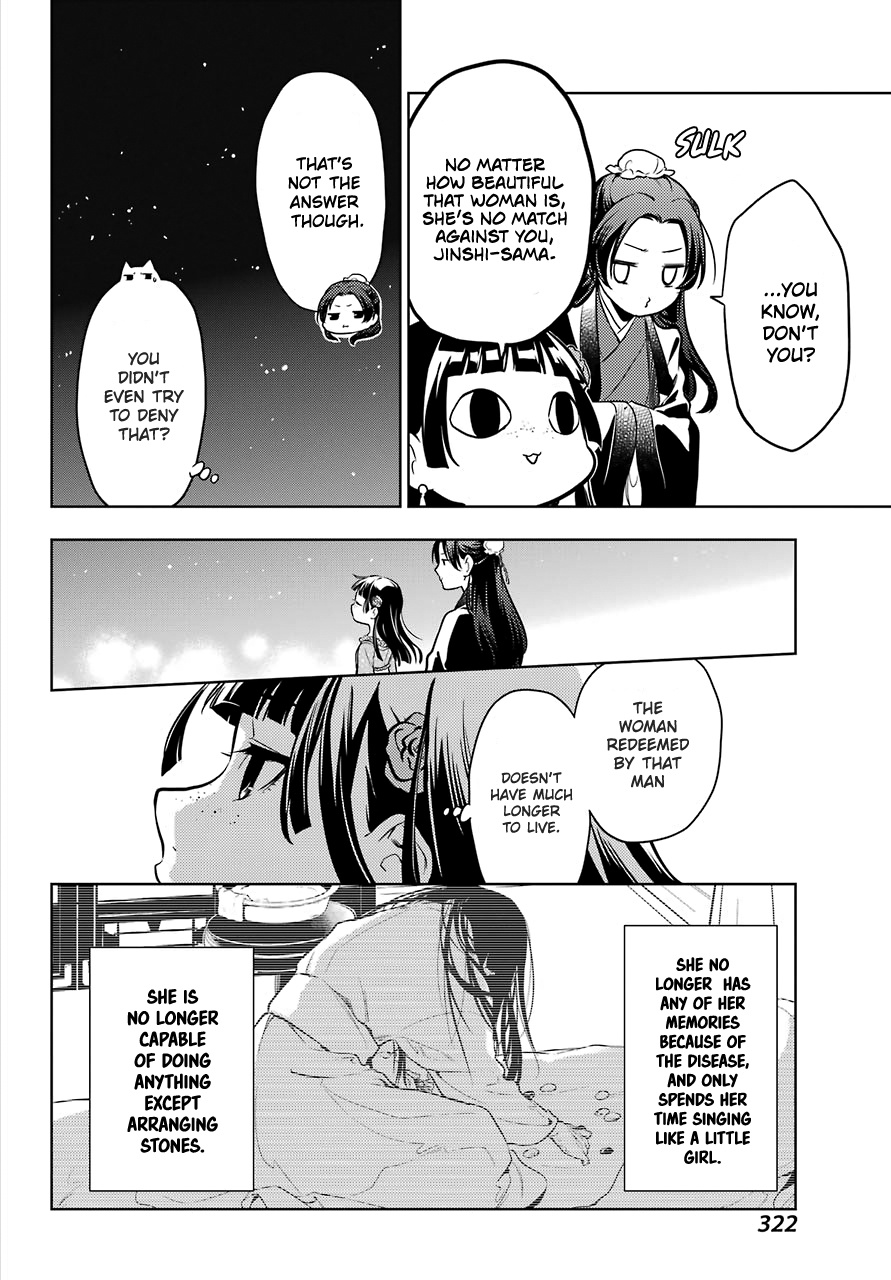 SULK
...YOU
KNOW,
DON'T
YOU?
NO MATTER
HOW BEAUTIFUL
THAT WOMAN IS,
SHE'S NO MATCH
AGAINST YOU,
JINSHI-SAMA.
THAT'S
NOT THE
ANSWER
THOUGH.
YOU
DIDN'T
EVEN TRY
TO DENY
THAT?
THE
WOMAN
REDEEMED
BY THAT
MAN
DOESN'T
HAVE MUCH
LONGER
TO LIVE.
SHE NO
LONGER HAS
ANY OF HER
MEMORIES
BECAUSE OF
THE DISEASE,
AND ONLY
SPENDS HER
TIME SINGING
LIKE A LITTLE
GIRL.
SHE IS
NO LONGER
CAPABLE
OF DOING
ANYTHING
EXCEPT
ARRANGING
STONES.
322